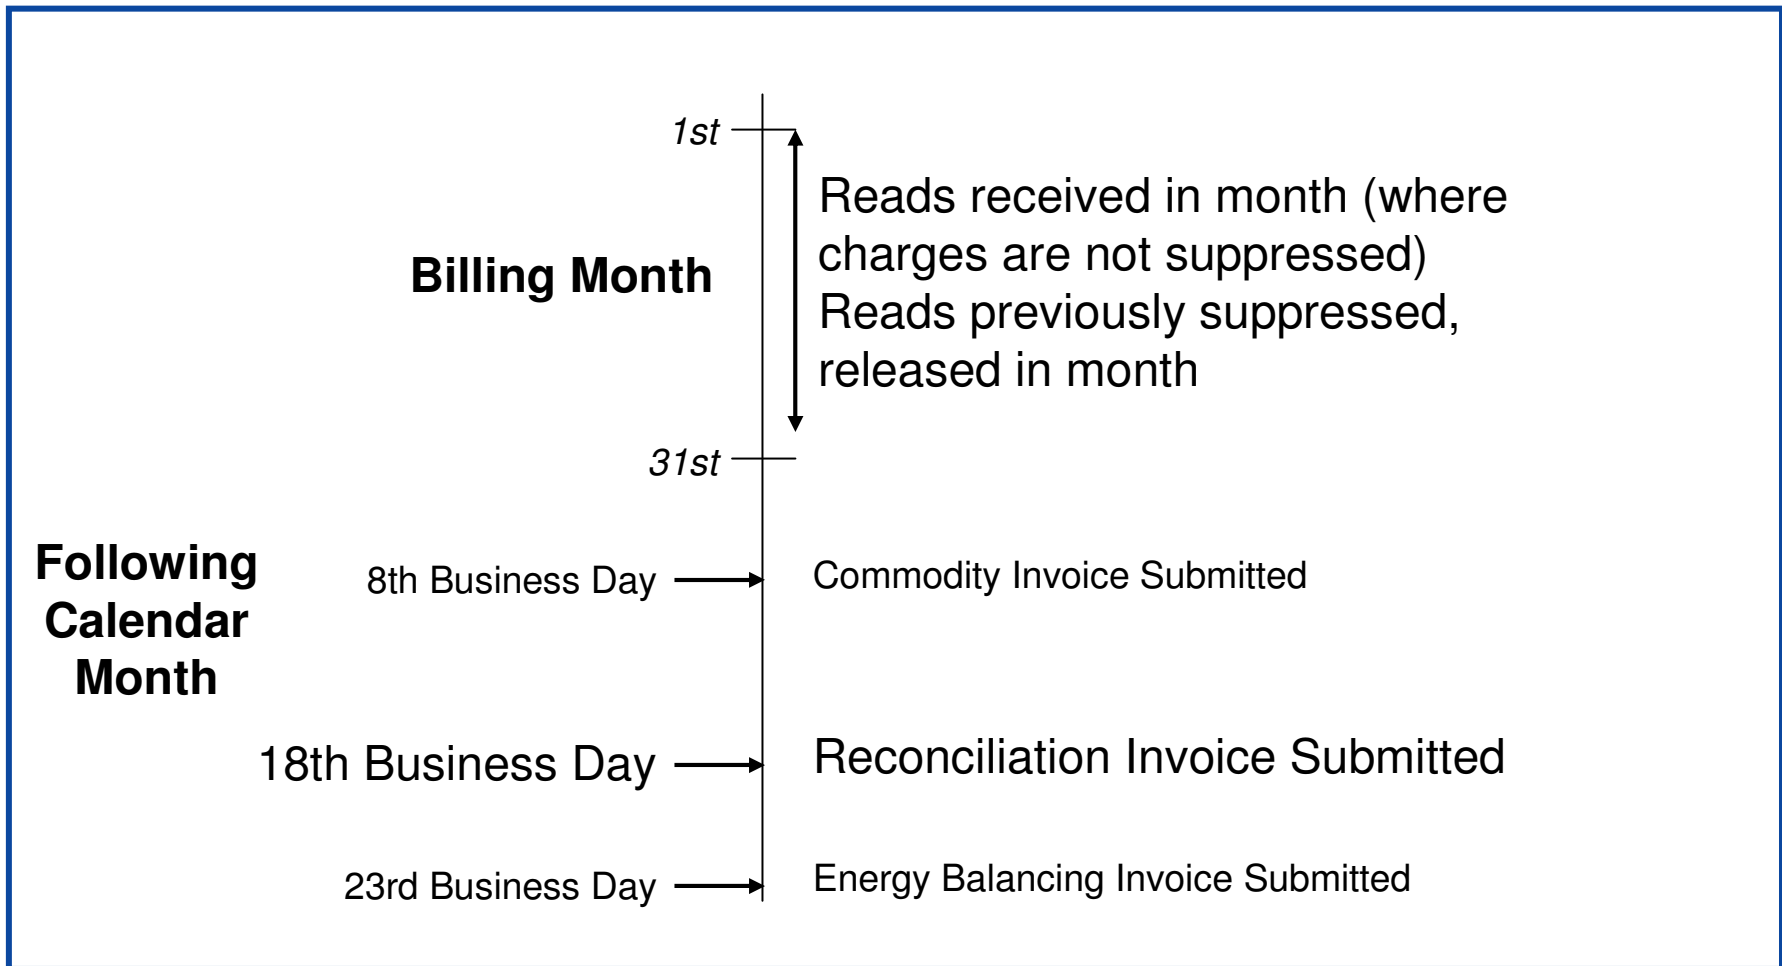 1st
Reads received in month (where
charges are not suppressed)
Billing Month
Reads previously suppressed,
released in month
31st
Following
Calendar
Month
8th Business Day
Commodity Invoice Submitted
18th Business Day
Reconciliation Invoice Submitted
23rd Business Day
Energy Balancing Invoice Submitted